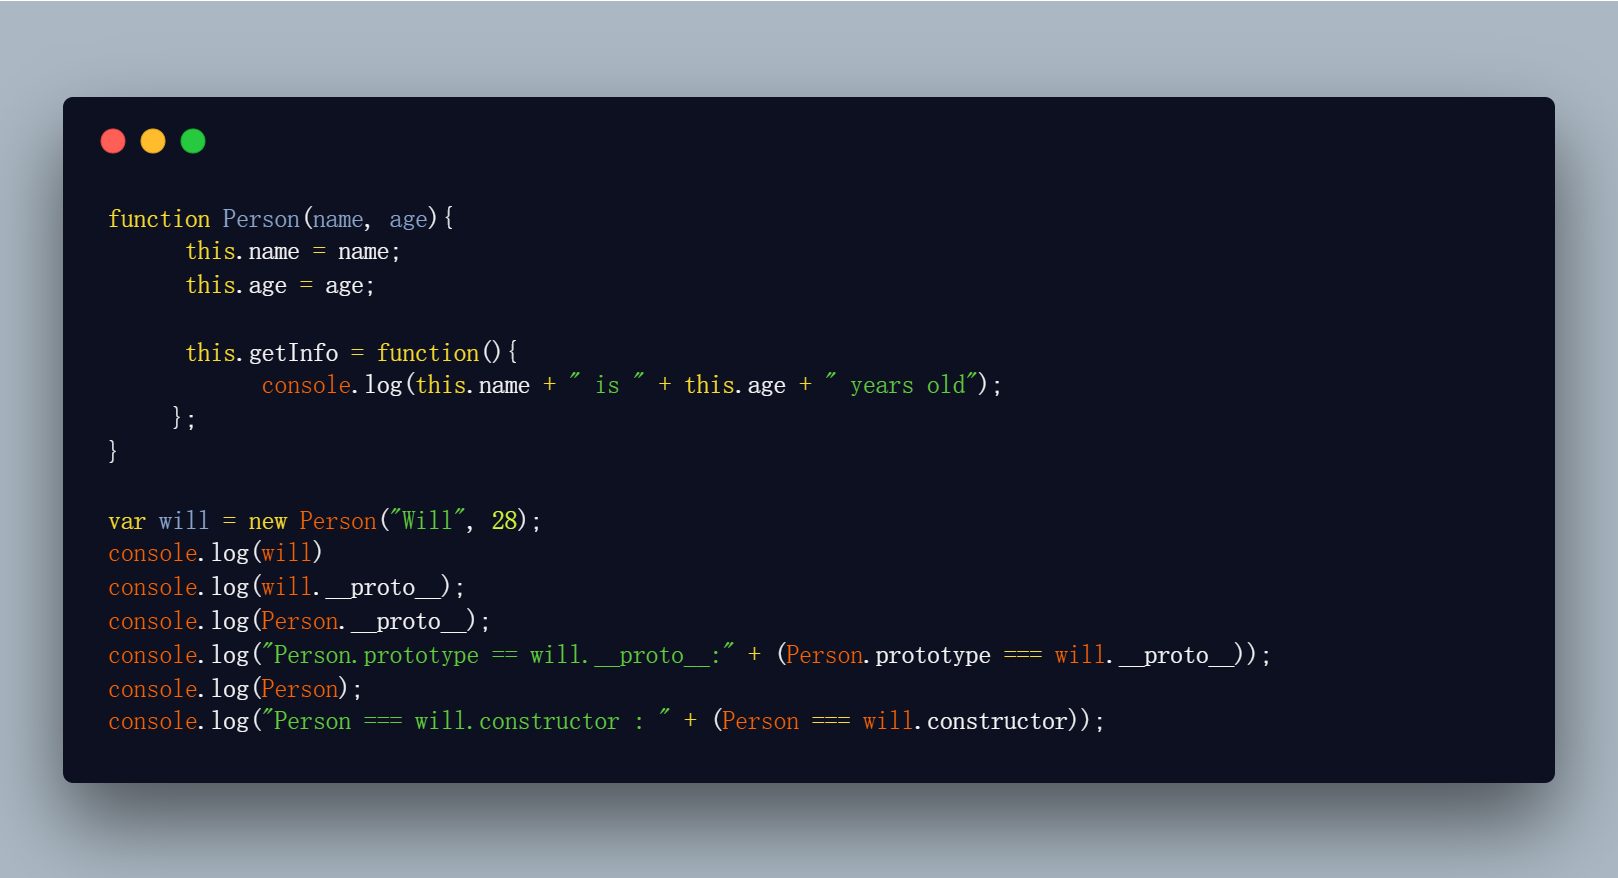 function Person(name, age){
      this.name = name;
      this.age = age;

      this.getInfo = function(){
            console.log(this.name + " is " + this.age + " years old");
     };
}

var will = new Person("Will", 28);
console.log(will)
console.log(will.__proto__);
console.log(Person.__proto__);
console.log("Person.prototype == will.__proto__:" + (Person.prototype === will.__proto__));
console.log(Person);
console.log("Person === will.constructor : " + (Person === will.constructor));